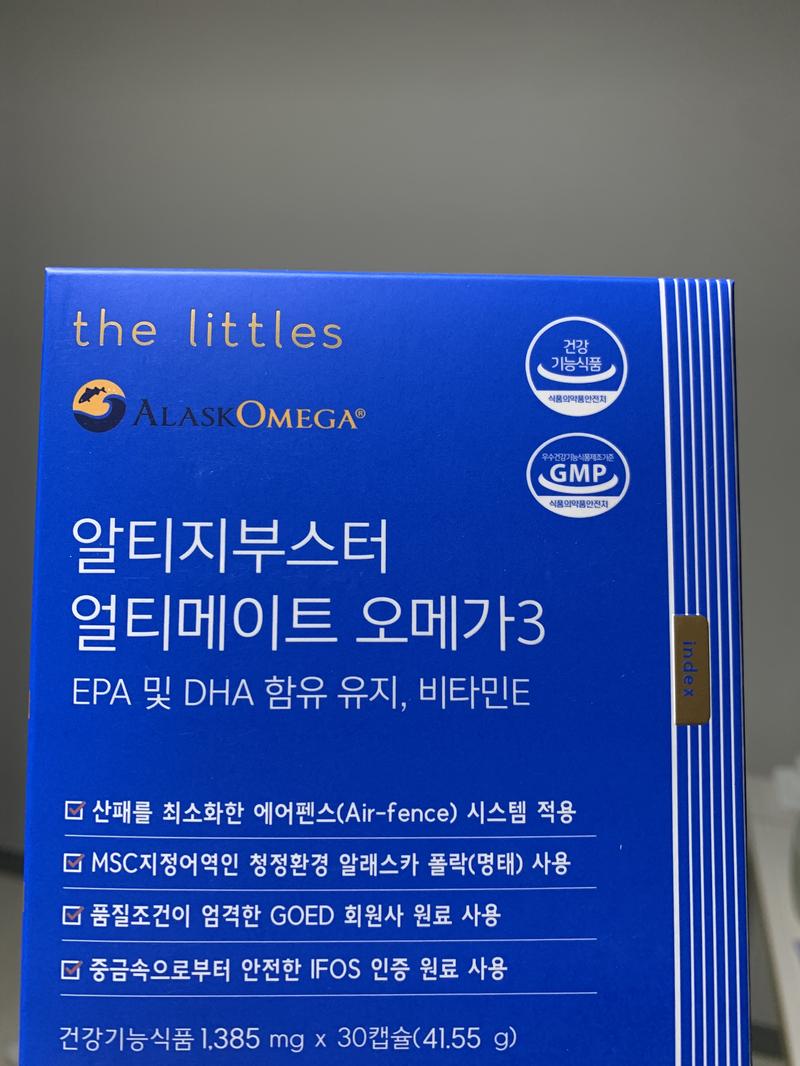 the littles
ALASKOMEGA®
건강
기능식품
식품의약품안전처
우수건강기능식품제조기준
GMP
식품의약품안전처
알티지부스터
얼티메이트 오메가3
EPA 및 DHA 함유 유지, 비타민E
index
산패를 최소화한 에어펜스(Air-fence) 시스템 적용
MSC지정어역인 청정환경 알래스카 폴락(명태) 사용
품질조건이 엄격한 GOED 회원사 원료 사용
중금속으로부터 안전한 IFOS 인증 원료 사용
건강기능식품 1,385 mg x 30캡슐(41.55 g)